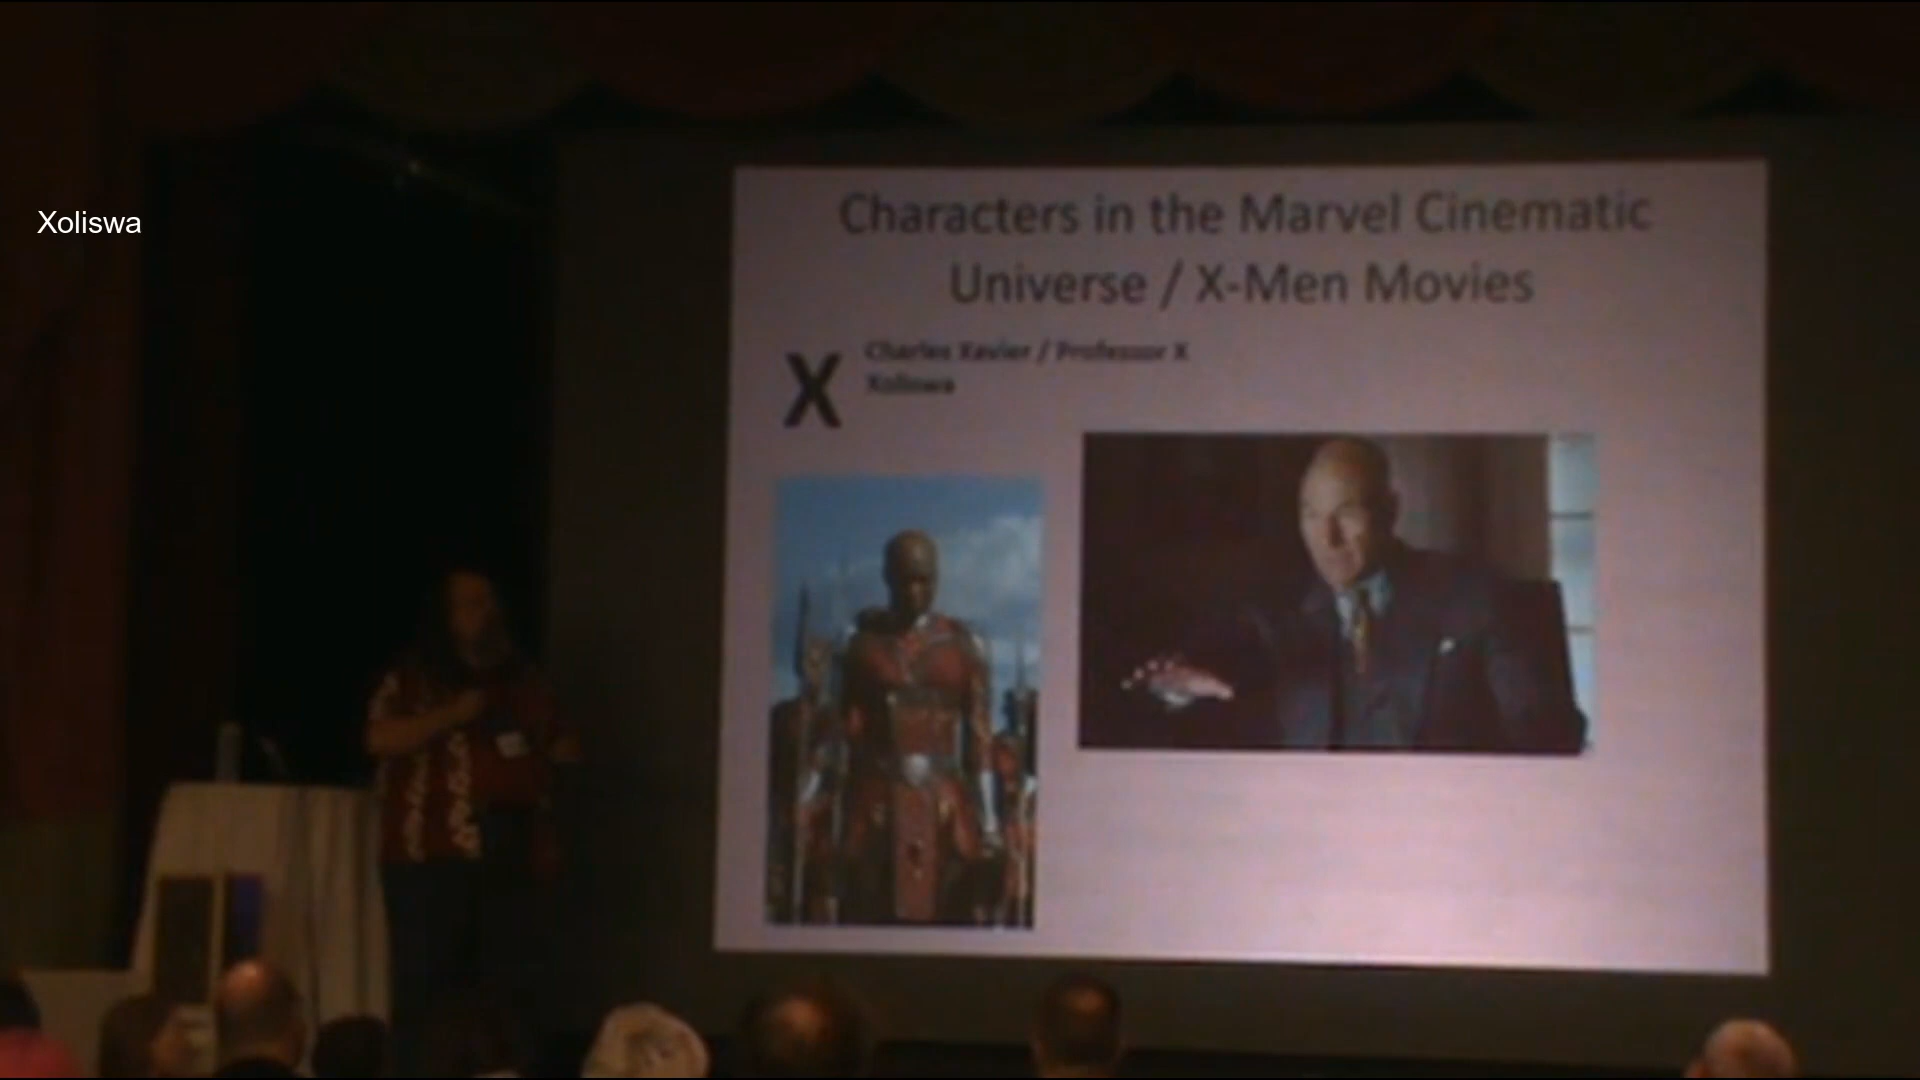 Xoliswa
Characters in the Marvel Cinematic
Universe / X-Men Movies
X
Charles Xavier / Professor X
Xoliswa